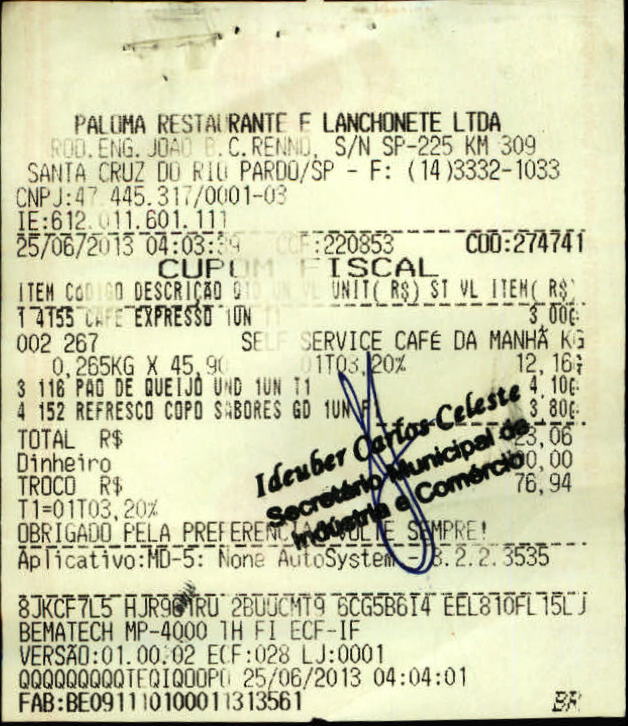 PALOMA RESTAURANTE E LANCHONETE LTDA
ROD.ENG.JOAO B.C.RENNO, S/N SP-225 KM 309
SANTA CRUZ DO RIO PARDO/SP - F: (14)3332-1033
CNPJ:47.445.317/0001-03
IE:612.011.601.111
25/06/2013 04:03:39 CCF:220853 COO:274741
CUPOM FISCAL
ITEM CÓDIGO DESCRIÇÃO QTD UN VL UNIT( R$) ST VL ITEM( R$)
1 4155 CAFE EXPRESSO 1UN 3,00
002 267 SELF SERVICE CAFÉ DA MANHÃ KG
0,265KG X 45,90 01T03,20% 12,16
3 116 PAO DE QUEIJO UND 1UN T1 4,10
4 152 REFRESCO COPO SABORES GD 1UN F1 3,80
TOTAL R$ 23,06
Dinheiro 00,00
TROCO R$ 76,94
T1=01T03,20%
Ideuber Carlos Celeste
Secretário Municipal de
Indústria e Comércio
OBRIGADO PELA PREFERENCIA VOLTE SEMPRE!
Aplicativo:MD-5: None AutoSystem - 3.2.2.3535
2BUUCMT9 6CG5B6I4 EEL810FL15LJ
BEMATECH MP-4000 TH FI ECF-IF
VERSÃO:01.00.02 ECF:028 LJ:0001
QQQQQQQQQTEQIQOOPO 25/06/2013 04:04:01
FAB:BE091110100011313561
BR